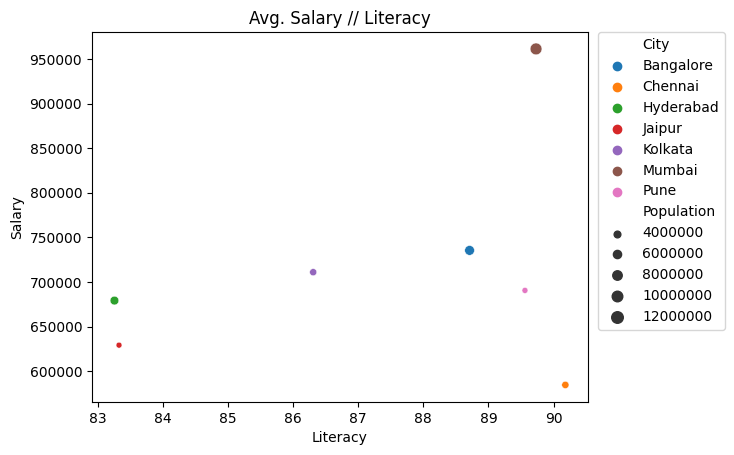 Avg. Salary // Literacy
Salary
950000
900000
850000
800000
750000
700000
650000
600000
83
84
85
86
87
88
89
90
Literacy
City
Bangalore
Chennai
Hyderabad
Jaipur
Kolkata
Mumbai
Pune
Population
4000000
6000000
8000000
10000000
12000000